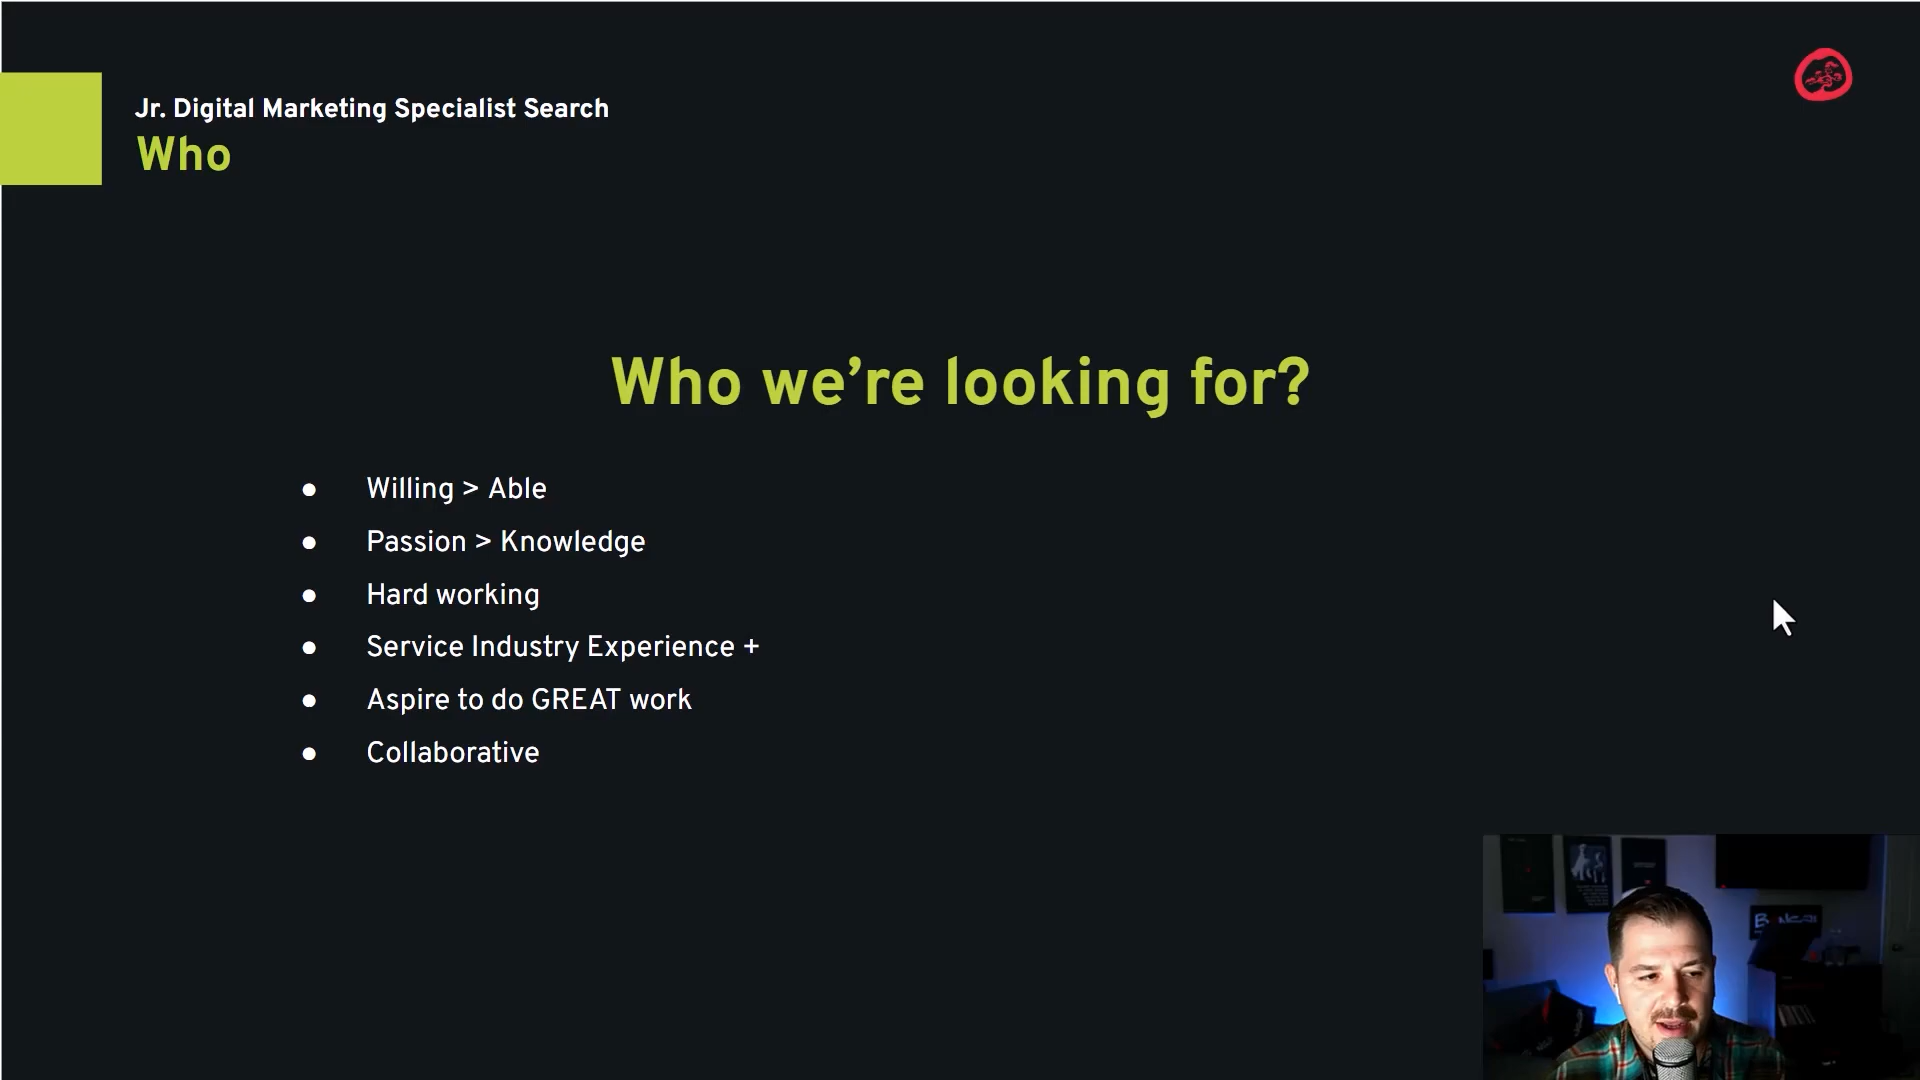 Jr. Digital Marketing Specialist Search
Who
Who we’re looking for?
● Willing > Able
● Passion > Knowledge
● Hard working
● Service Industry Experience +
● Aspire to do GREAT work
● Collaborative